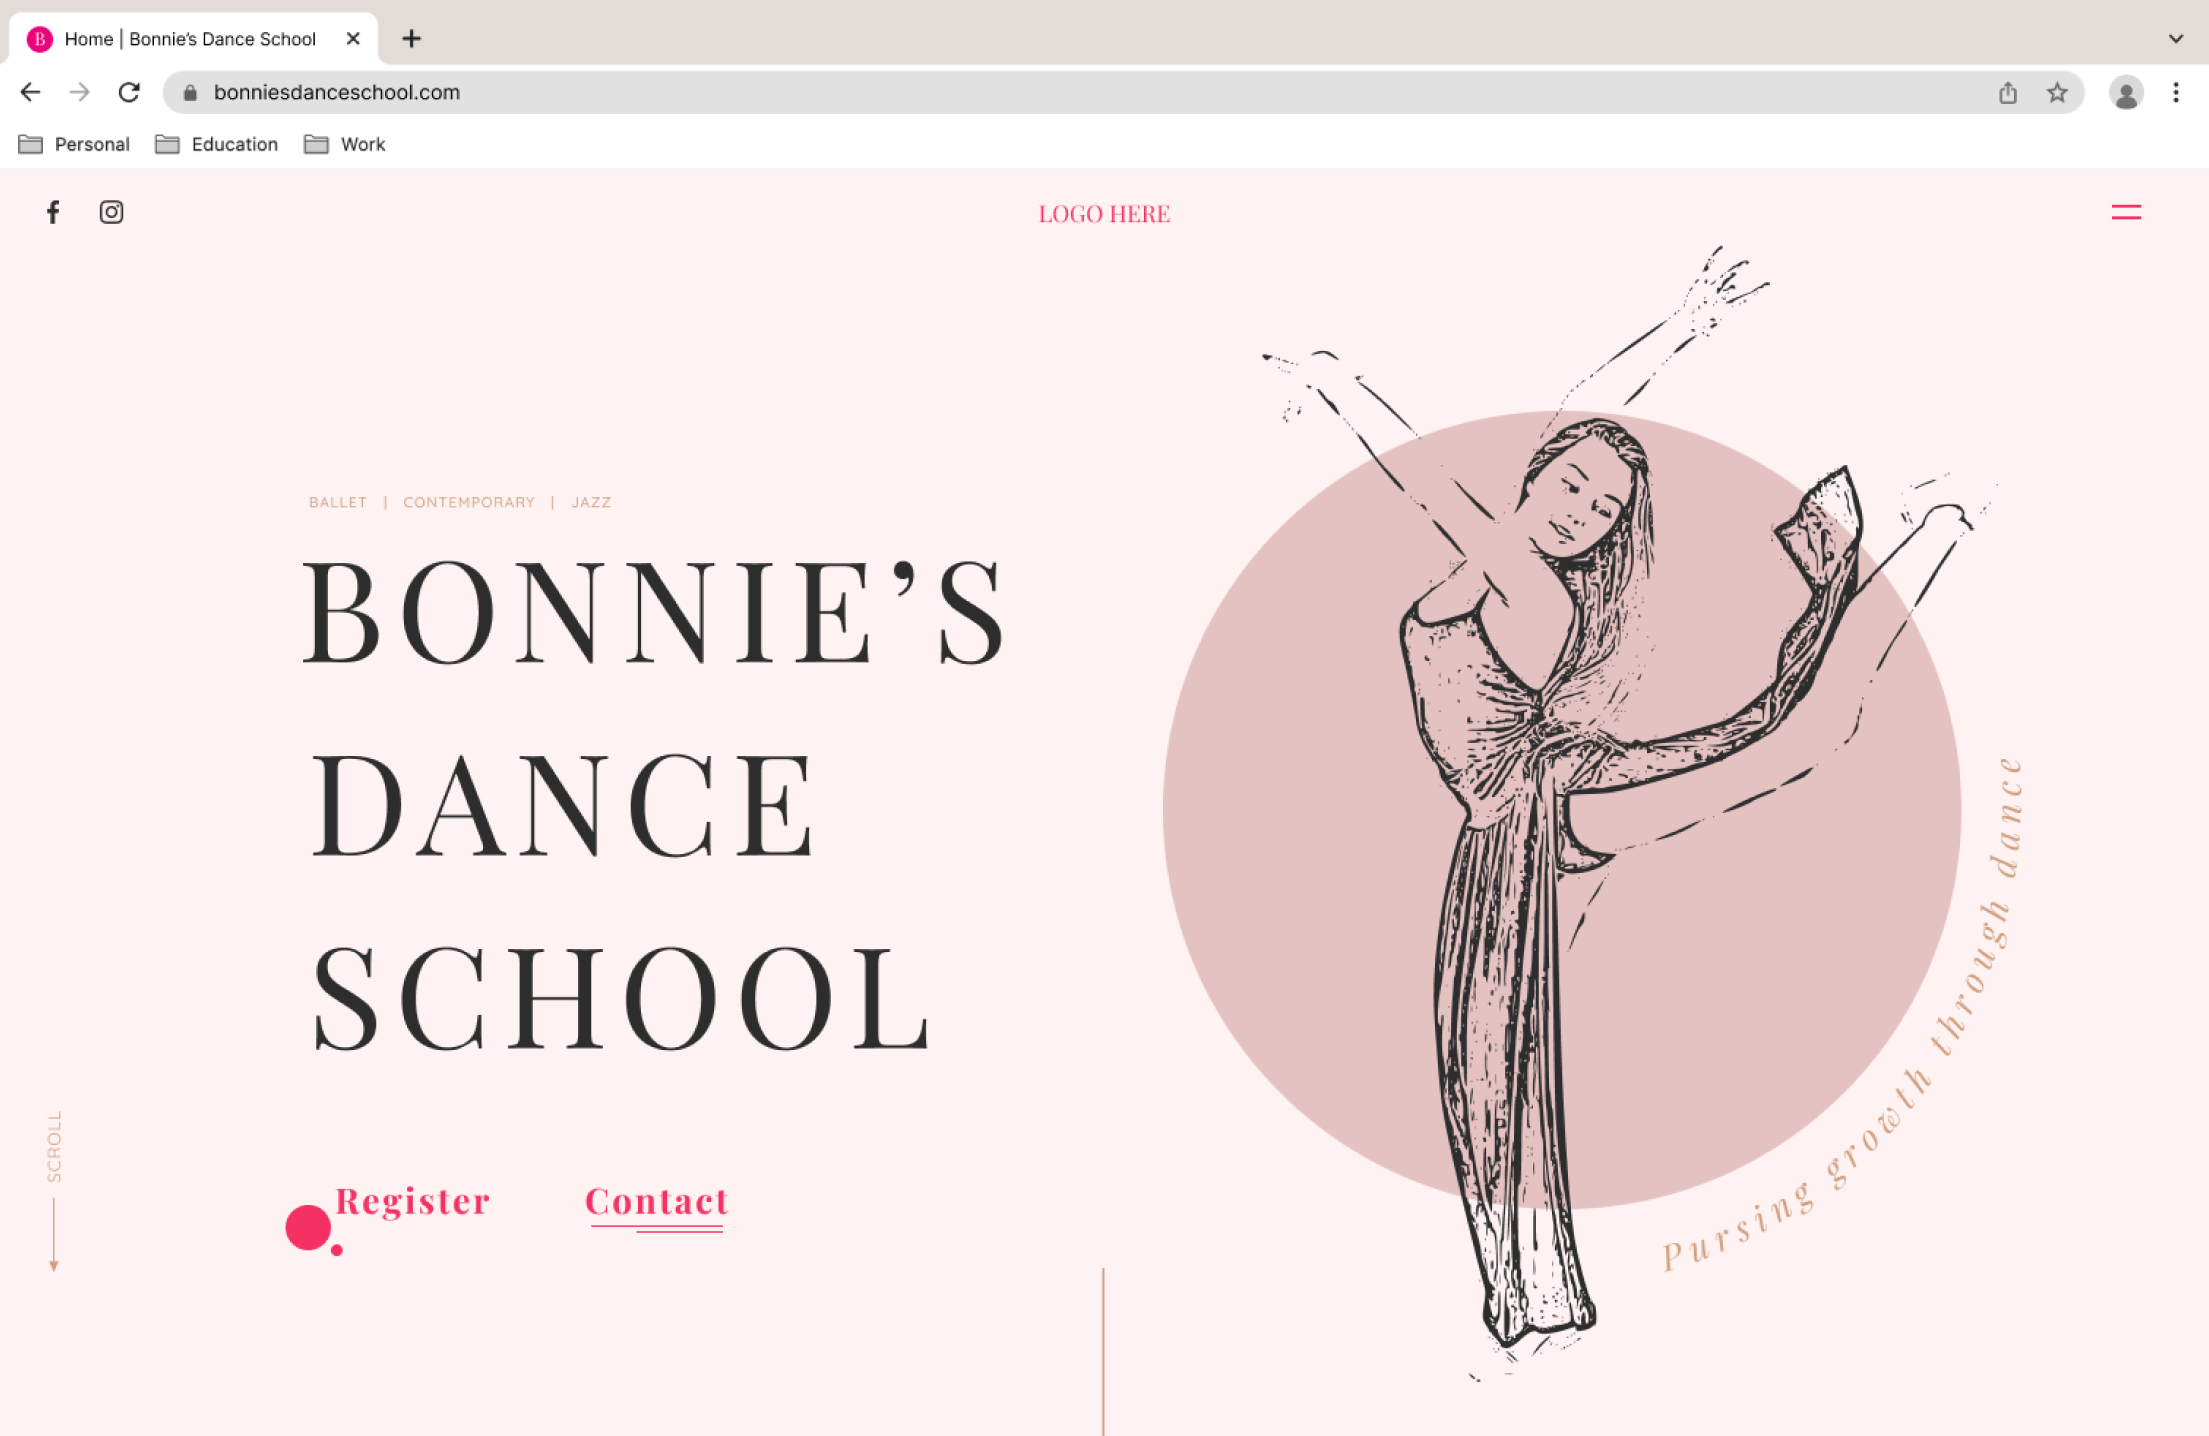 B Home | Bonnie's Dance School
bonniesdanceschool.com
Personal Education Work
LOGO HERE
BALLET | CONTEMPORARY | JAZZ
BONNIE’S
DANCE
SCHOOL
SCROLL
Register Contact
Pursing growth through dance